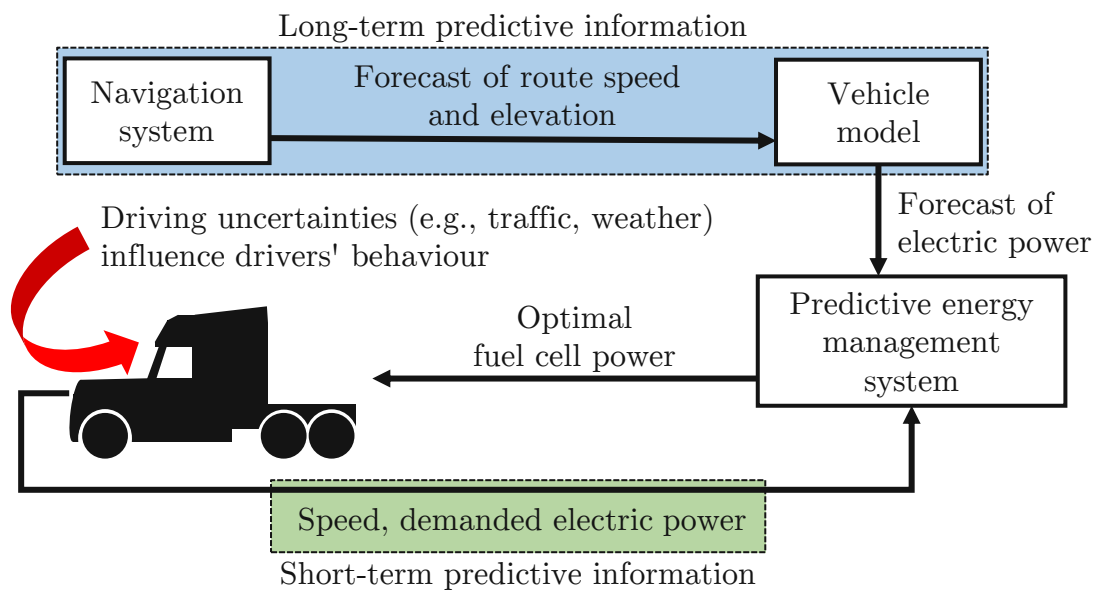 Long-term predictive information
Navigation
system
Forecast of route speed
and elevation
Vehicle
model
Forecast of
electric power
Driving uncertainties (e.g., traffic, weather)
influence drivers' behaviour
Predictive energy
management
system
Optimal
fuel cell power
Speed, demanded electric power
Short-term predictive information